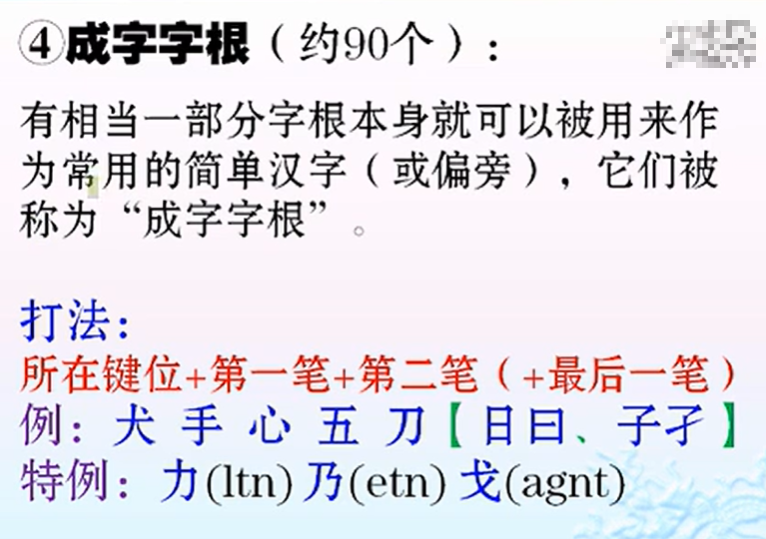 ④成字字根（约90个）：
有相当一部分字根本身就可以被用来作
为常用的简单汉字（或偏旁），它们被
称为“成字字根”。
打法：
所在键位+第一笔+第二笔（+最后一笔）
例：犬 手 心 五 刀【日曰、子孑】
特例：力(ltn) 乃(etn) 戈(agnt)